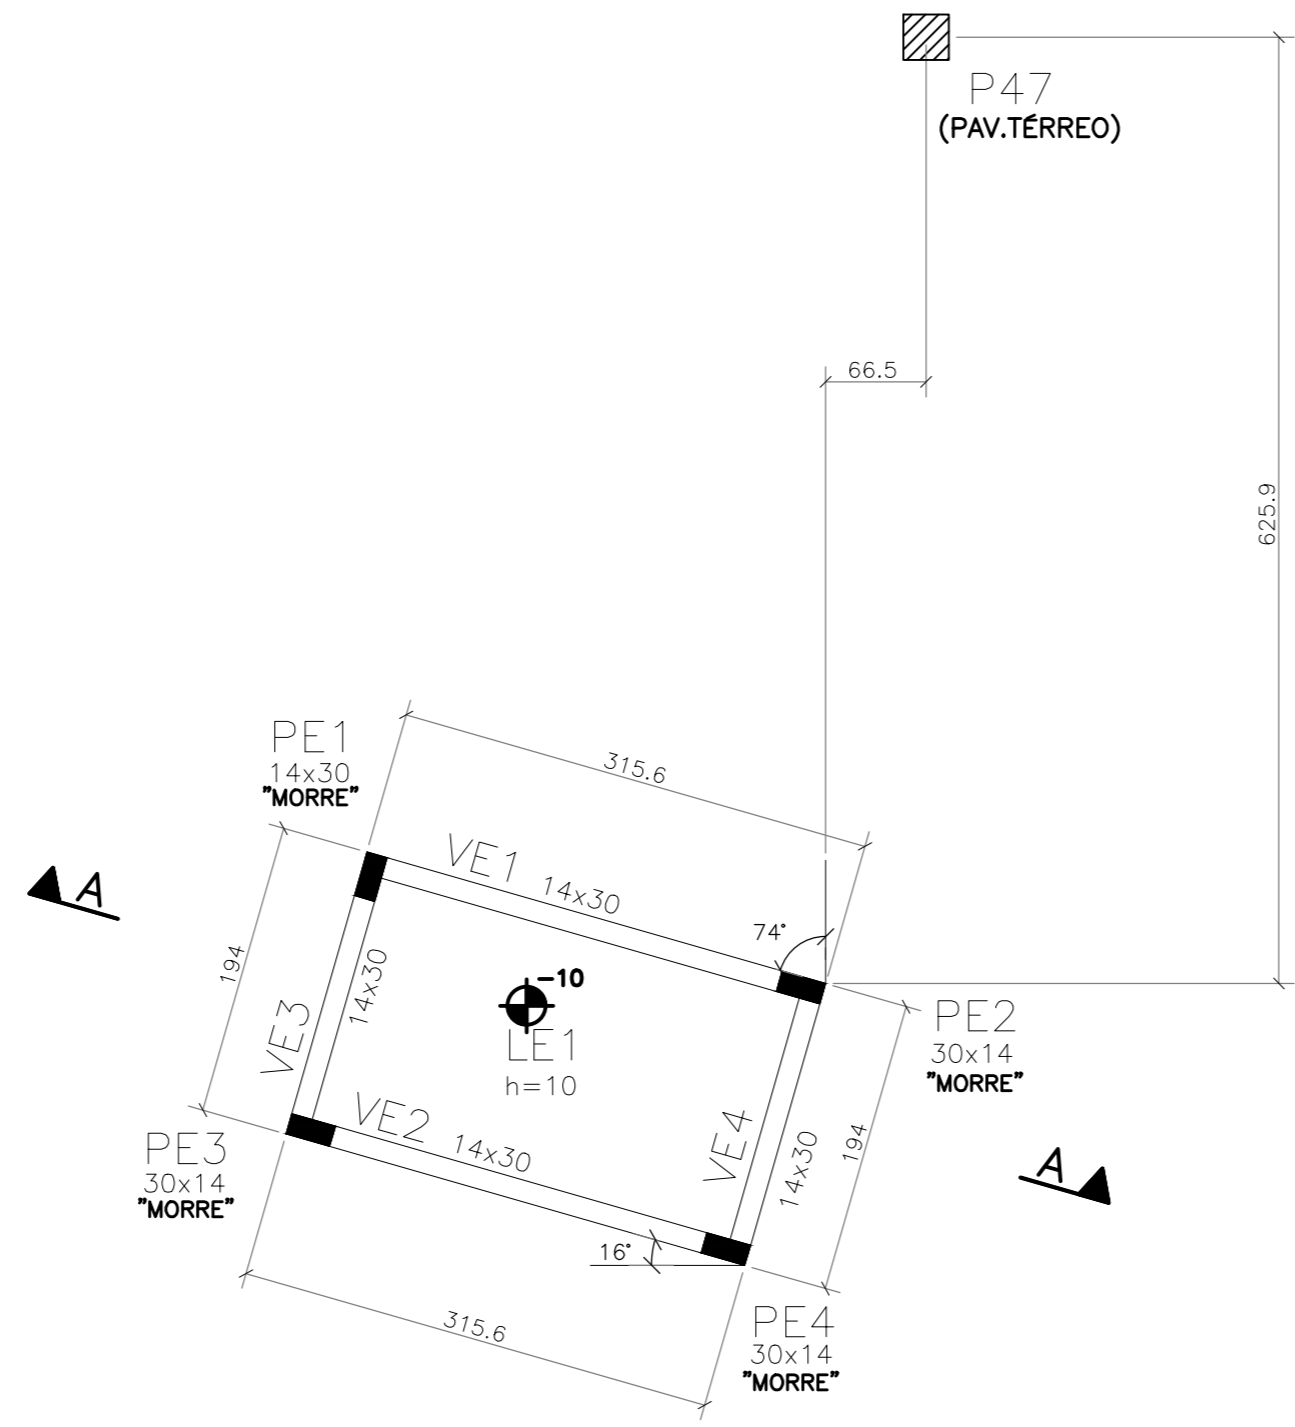 P47
(PAV.TÉRREO)
66.5
625.9
PE1
14x30
"MORRE"
315.6
VE1 14x30
A
74°
194
14x30
VE3
-10
LE1
h=10
PE2
30x14
"MORRE"
VE2 14x30
VE4
14x30
194
A
PE3
30x14
"MORRE"
16°
315.6
PE4
30x14
"MORRE"